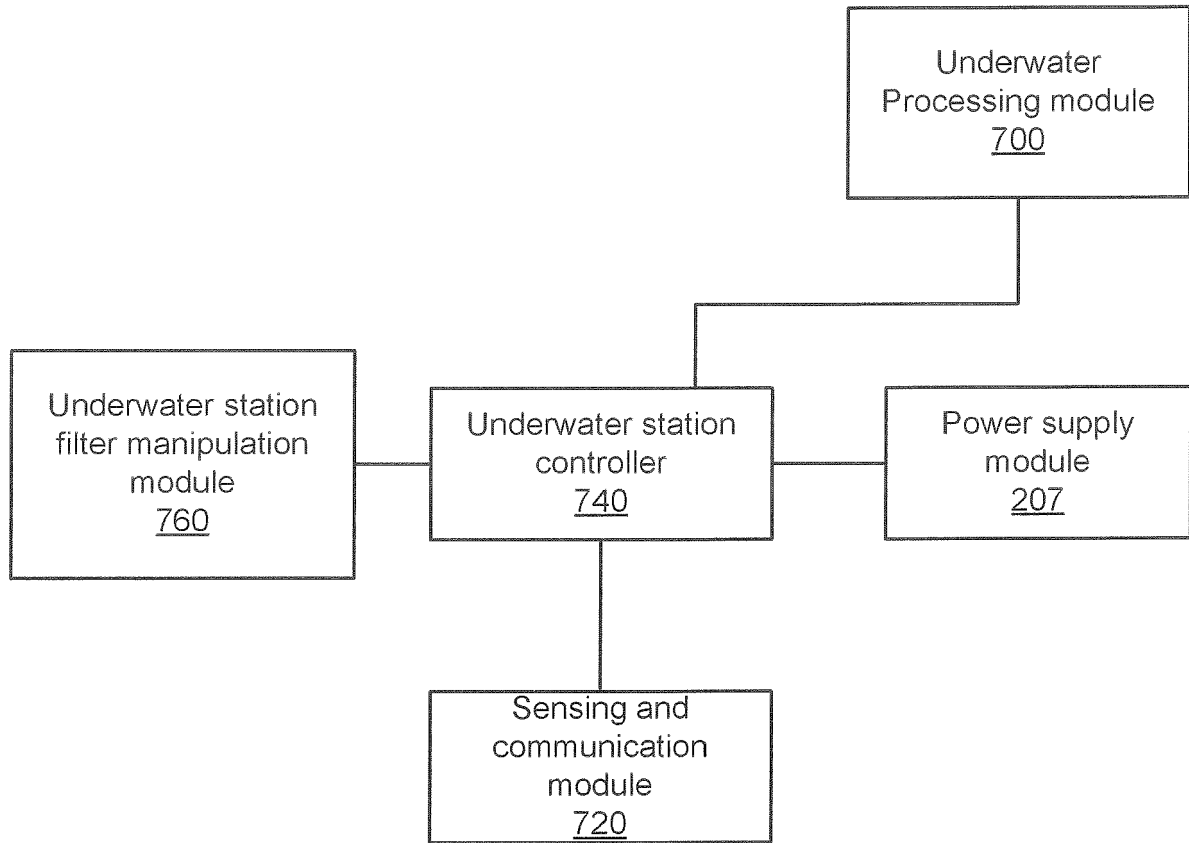 Underwater
Processing module
700
Underwater station
filter manipulation
module
760
Underwater station
controller
740
Power supply
module
207
Sensing and
communication
module
720